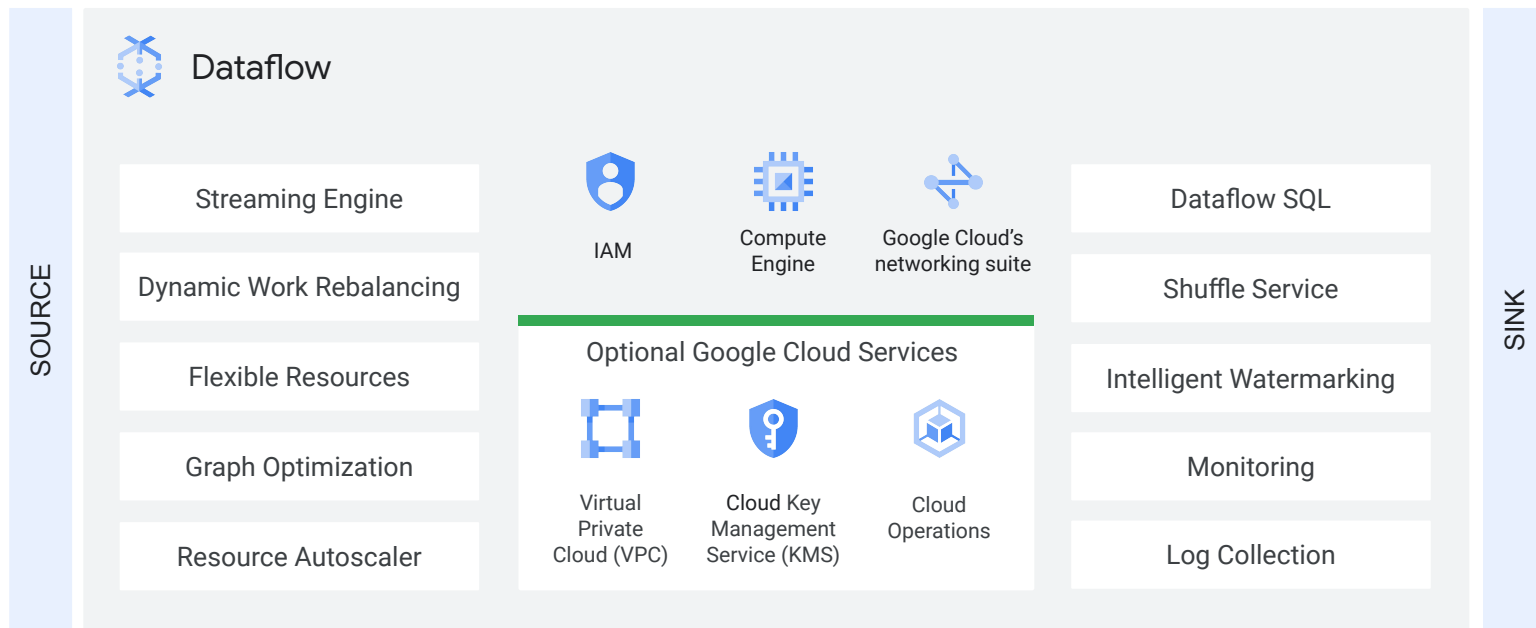 SOURCE
Dataflow
Streaming Engine
Dynamic Work Rebalancing
Flexible Resources
Graph Optimization
Resource Autoscaler
IAM
Compute
Engine
Google Cloud’s
networking suite
Optional Google Cloud Services
Virtual
Private
Cloud (VPC)
Cloud Key
Management
Service (KMS)
Cloud
Operations
Dataflow SQL
Shuffle Service
Intelligent Watermarking
Monitoring
Log Collection
SINK